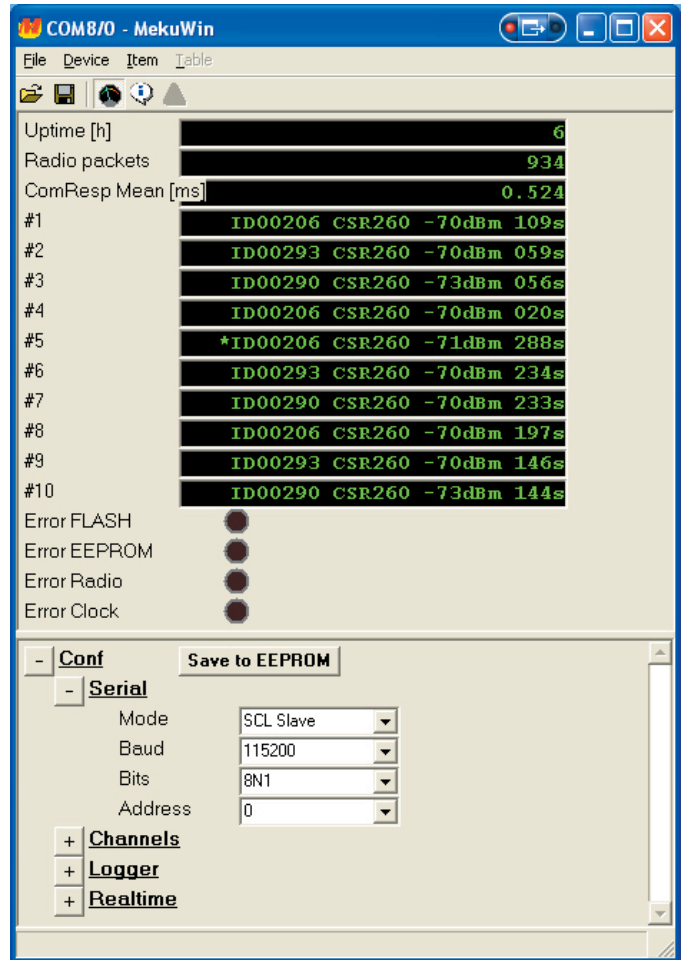 COM8/0 - MekuWin
File Device Item Table
Uptime [h] 6
Radio packets 934
ComResp Mean [ms] 0.524
#1 ID00206 CSR260 -70dBm 109s
#2 ID00293 CSR260 -70dBm 059s
#3 ID00290 CSR260 -73dBm 056s
#4 ID00206 CSR260 -70dBm 020s
#5 *ID00206 CSR260 -71dBm 288s
#6 ID00293 CSR260 -70dBm 234s
#7 ID00290 CSR260 -70dBm 233s
#8 ID00206 CSR260 -70dBm 197s
#9 ID00293 CSR260 -70dBm 146s
#10 ID00290 CSR260 -73dBm 144s
Error FLASH
Error EEPROM
Error Radio
Error Clock
- Conf Save to EEPROM
- Serial
Mode SCL Slave
Baud 115200
Bits 8N1
Address 0
+ Channels
+ Logger
+ Realtime